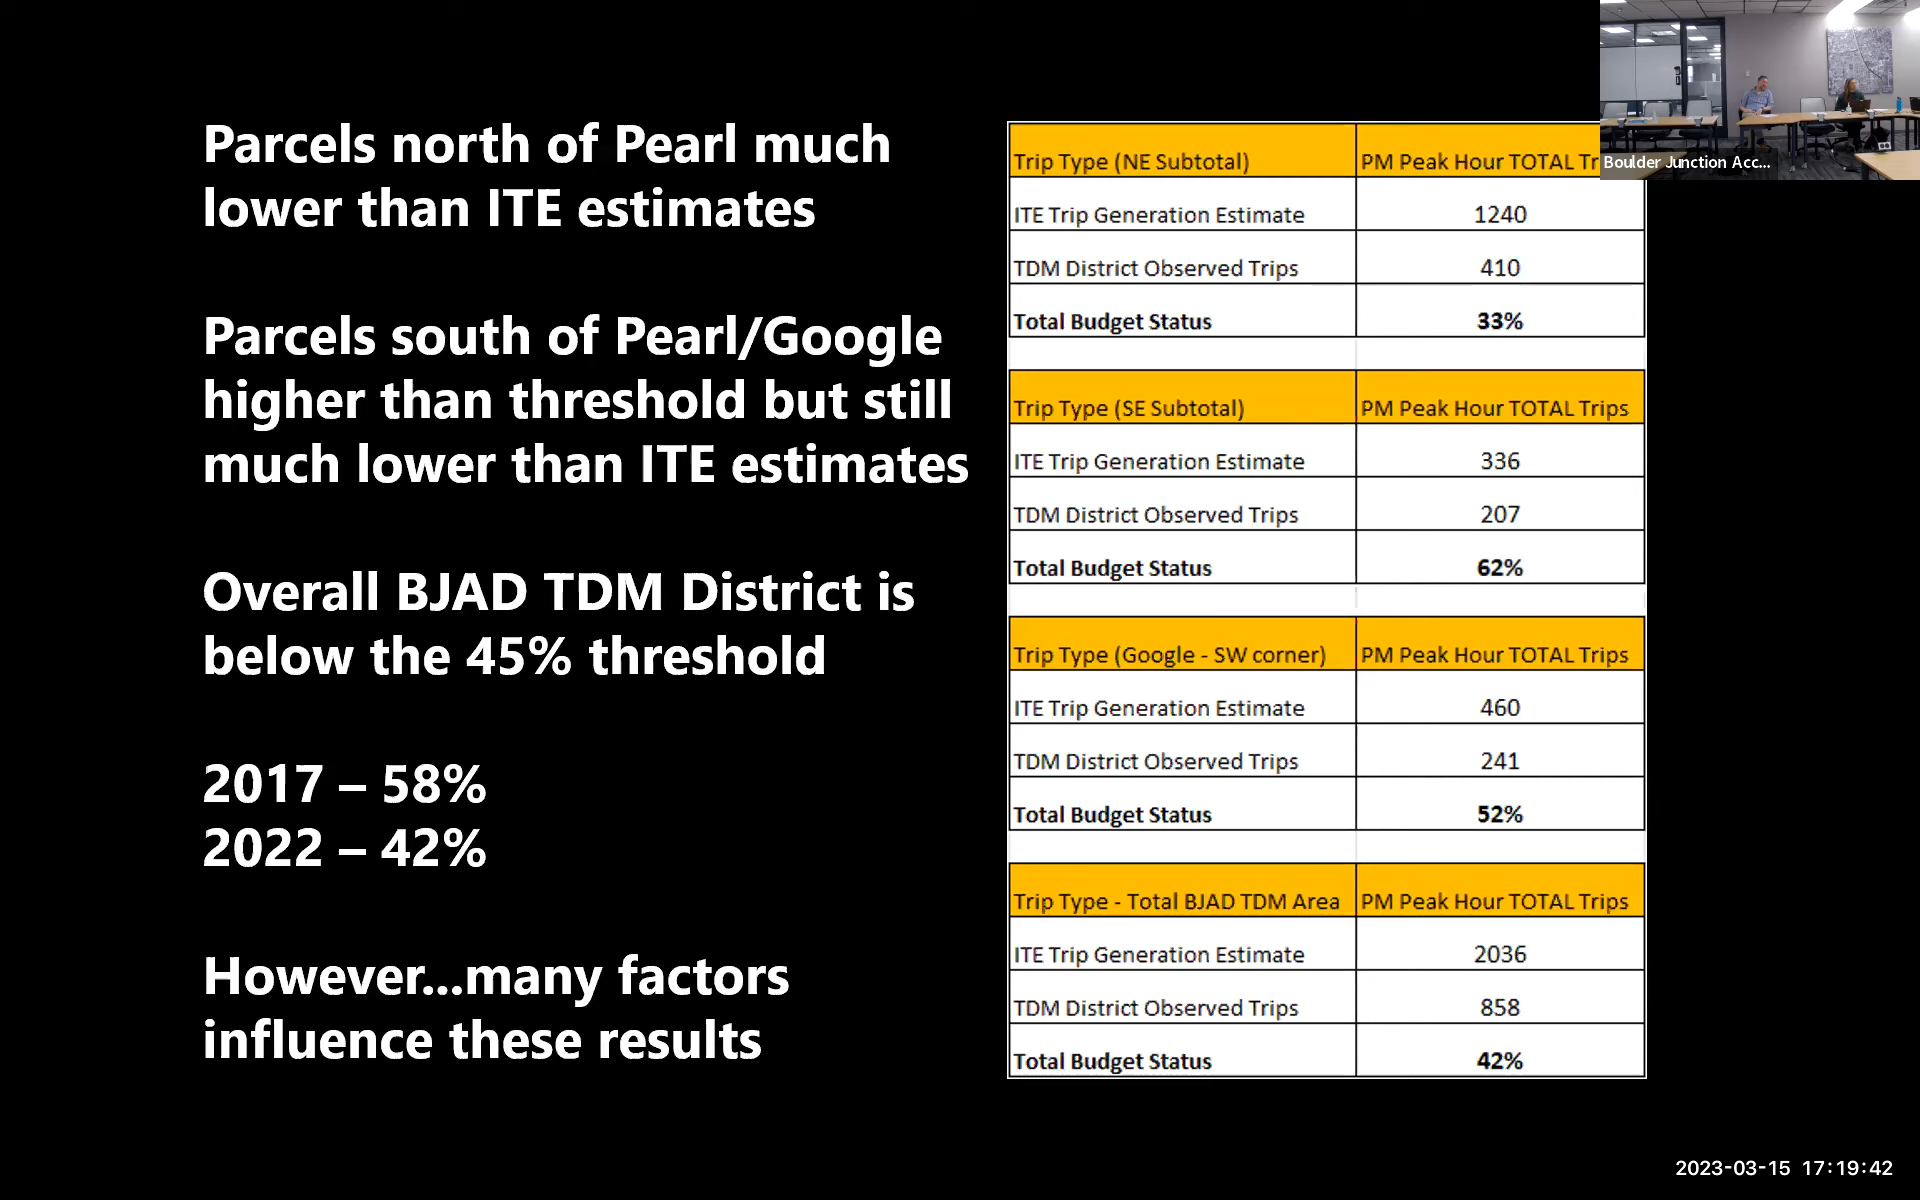 Parcels north of Pearl much
lower than ITE estimates
Parcels south of Pearl/Google
higher than threshold but still
much lower than ITE estimates
Overall BJAD TDM District is
below the 45% threshold
2017 – 58%
2022 – 42%
However...many factors
influence these results
Trip Type (NE Subtotal) PM Peak Hour TOTAL Tr
ITE Trip Generation Estimate 1240
TDM District Observed Trips 410
Total Budget Status 33%
Trip Type (SE Subtotal) PM Peak Hour TOTAL Trips
ITE Trip Generation Estimate 336
TDM District Observed Trips 207
Total Budget Status 62%
Trip Type (Google - SW corner) PM Peak Hour TOTAL Trips
ITE Trip Generation Estimate 460
TDM District Observed Trips 241
Total Budget Status 52%
Trip Type - Total BJAD TDM Area PM Peak Hour TOTAL Trips
ITE Trip Generation Estimate 2036
TDM District Observed Trips 858
Total Budget Status 42%
Boulder Junction Acc...
2023-03-15 17:19:42